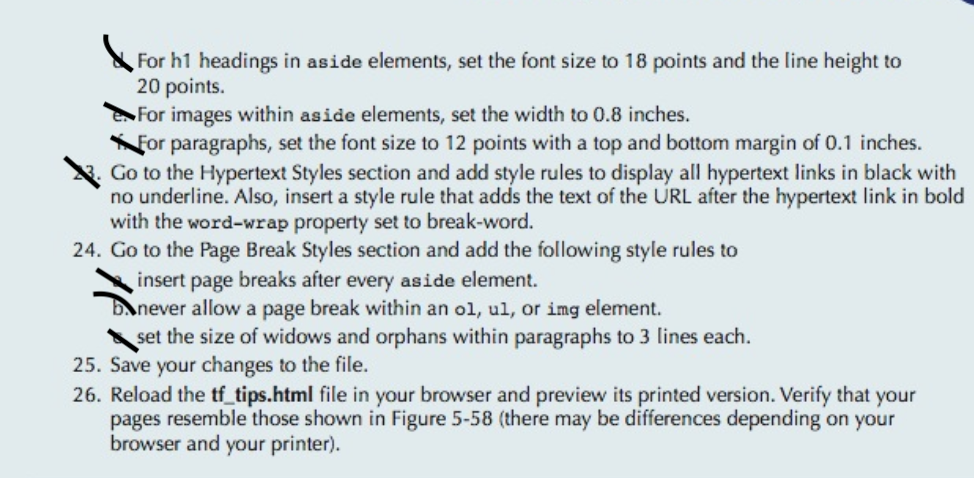 d. For h1 headings in aside elements, set the font size to 18 points and the line height to
20 points.
e. For images within aside elements, set the width to 0.8 inches.
f. For paragraphs, set the font size to 12 points with a top and bottom margin of 0.1 inches.
23. Go to the Hypertext Styles section and add style rules to display all hypertext links in black with
no underline. Also, insert a style rule that adds the text of the URL after the hypertext link in bold
with the word-wrap property set to break-word.
24. Go to the Page Break Styles section and add the following style rules to
a. insert page breaks after every aside element.
b. never allow a page break within an ol, ul, or img element.
c. set the size of widows and orphans within paragraphs to 3 lines each.
25. Save your changes to the file.
26. Reload the tf_tips.html file in your browser and preview its printed version. Verify that your
pages resemble those shown in Figure 5-58 (there may be differences depending on your
browser and your printer).